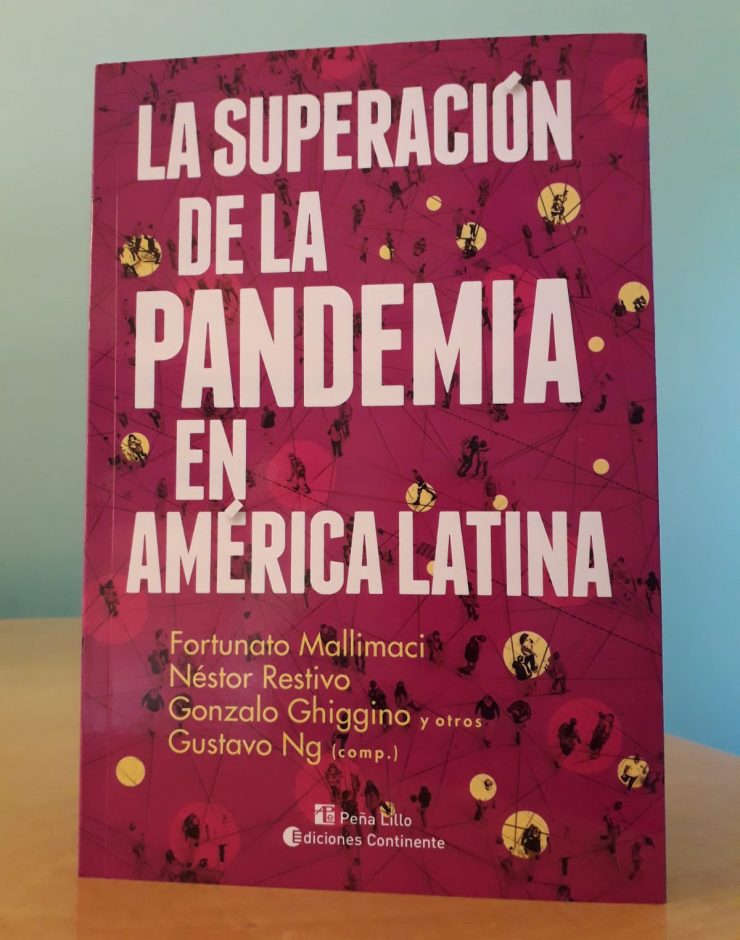 LA SUPERACIÓN
DE LA
PANDEMIA
EN
AMÉRICA LATINA
Fortunato Mallimaci
Néstor Restivo
Gonzalo Ghiggino y otros
Gustavo Ng (comp.)
Peña Lillo
Ediciones Continente